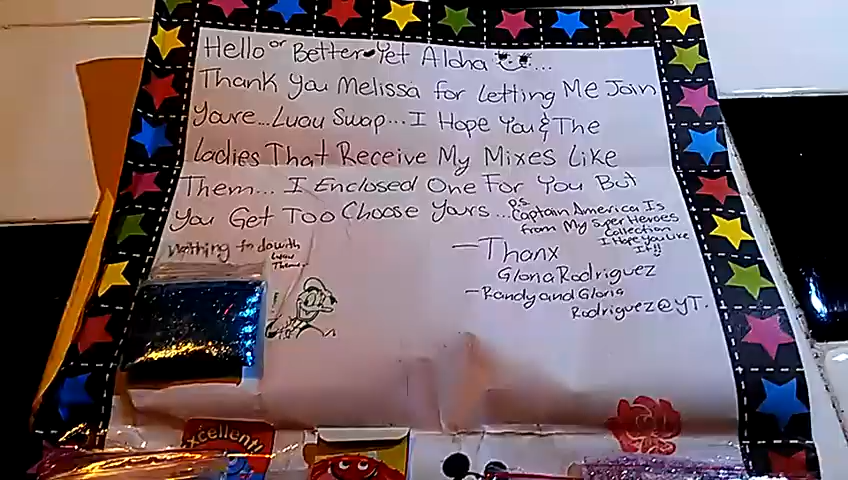 Hello or Better Yet Aloha ...
Thank You Melissa for Letting Me Join
Youre...Luau Swap...I Hope You & The
Ladies That Receive My Mixes Like
Them... I Enclosed One For You But
You Get Too Choose Yours ...
P.S.
Captain America Is
from My Super Heroes
Collection
I Hope You Like
It!!
Nothing to do with
Luau
Theme.
—Thanx
Gloria Rodriguez
-Randy and Gloria
Rodriguez@YT.
xcellent!